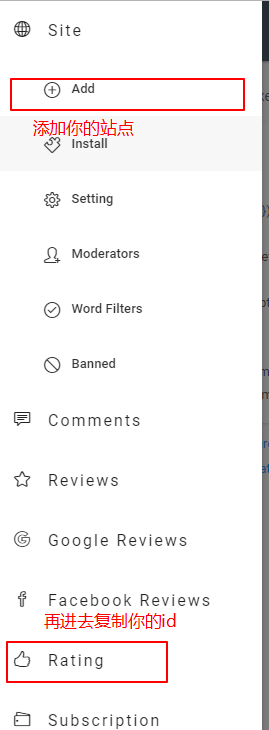 Site
Add
添加你的站点
Install
Setting
Moderators
Word Filters
Banned
Comments
Reviews
Google Reviews
Facebook Reviews
再进去复制你的id
Rating
Subscription